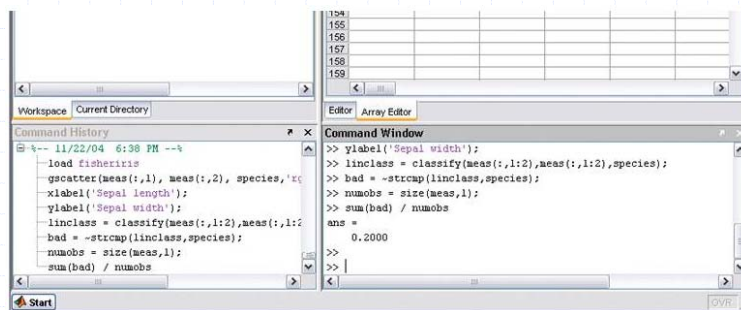 154
155
156
157
158
159
Workspace Current Directory
Editor Array Editor
Command History
%-- 11/22/04 6:38 PM --%
load fisheriris
gscatter(meas(:,1), meas(:,2), species,'rg
xlabel('Sepal length');
ylabel('Sepal width');
linclass = classify(meas(:,1:2),meas(:,1:2
bad = ~strcmp(linclass,species);
numobs = size(meas,1);
sum(bad) / numobs
Command Window
>> ylabel('Sepal width');
>> linclass = classify(meas(:,1:2),meas(:,1:2),species);
>> bad = ~strcmp(linclass,species);
>> numobs = size(meas,1);
>> sum(bad) / numobs
ans =
0.2000
>>
>>
Start
OVR